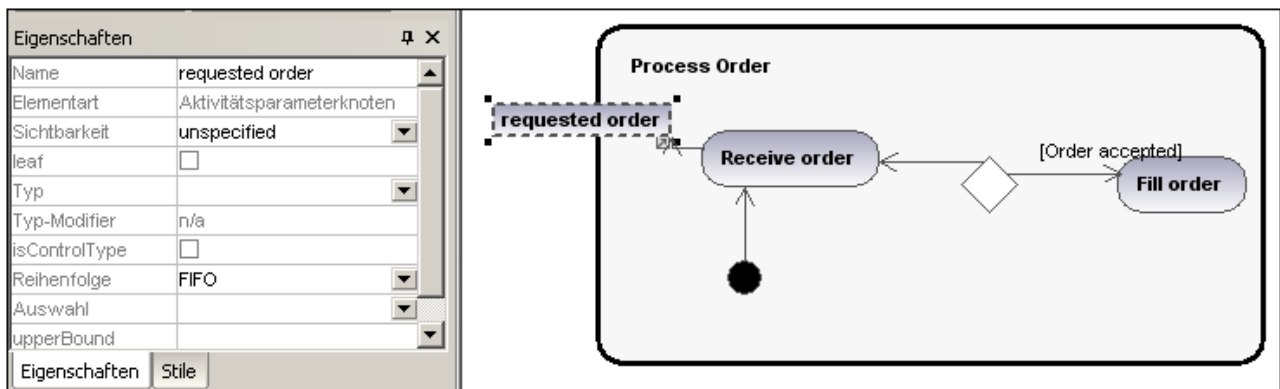 Eigenschaften
Name requested order
Elementart Aktivitätsparameterknoten
Sichtbarkeit unspecified
leaf
Typ
Typ-Modifier n/a
isControlType
Reihenfolge FIFO
Auswahl
upperBound
Eigenschaften Stile
Process Order
requested order
Receive order
[Order accepted]
Fill order